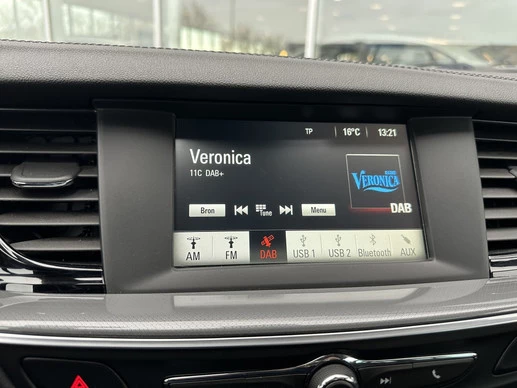 TP 16°C 13:21
Veronica
11C DAB+
VERONICA
DAB
Bron Tune Menu
AM FM DAB USB 1 USB 2 Bluetooth AUX